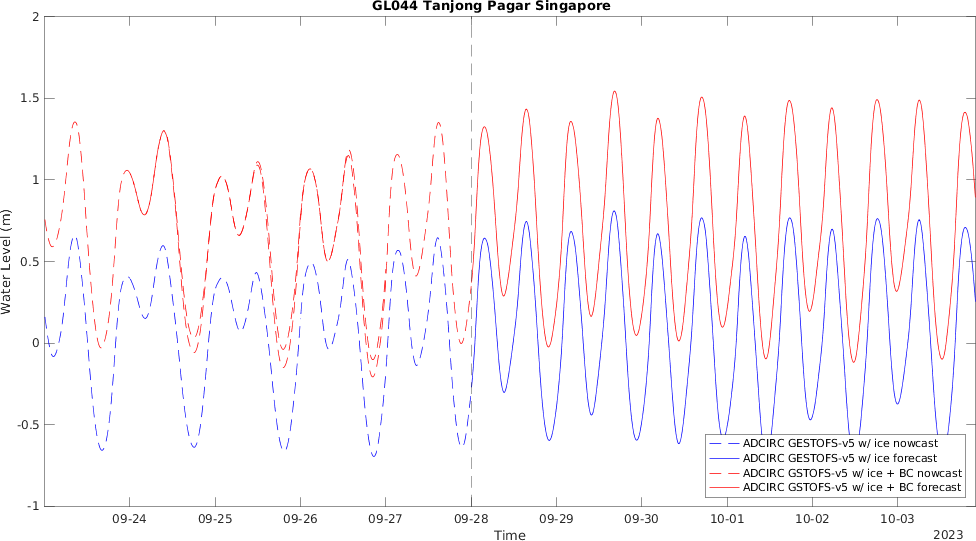 GL044 Tanjong Pagar Singapore
2
1.5
1
0.5
0
-0.5
-1
Water Level (m)
ADCIRC GESTOFS-v5 w/ ice nowcast
ADCIRC GESTOFS-v5 w/ ice forecast
ADCIRC GSTOFS-v5 w/ ice + BC nowcast
ADCIRC GSTOFS-v5 w/ ice + BC forecast
09-24 09-25 09-26 09-27 09-28 09-29 09-30 10-01 10-02 10-03
Time
2023